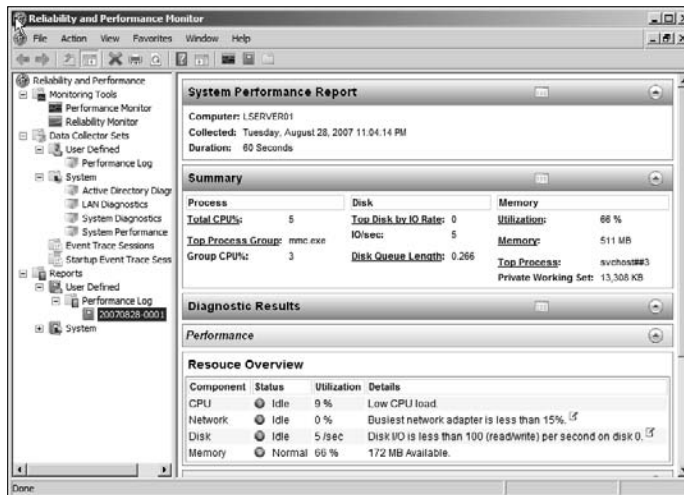 Reliability and Performance Monitor
File Action View Favorites Window Help
Reliability and Performance
Monitoring Tools
Performance Monitor
Reliability Monitor
Data Collector Sets
User Defined
Performance Log
System
Active Directory Diagr
LAN Diagnostics
System Diagnostics
System Performance
Event Trace Sessions
Startup Event Trace Sess
Reports
User Defined
Performance Log
20070828-0001
System
System Performance Report
Computer: LSERVER01
Collected: Tuesday, August 28, 2007 11:04:14 PM
Duration: 60 Seconds
Summary
Process Disk Memory
Total CPU%: 5 Top Disk by IO Rate: 0 Utilization: 66 %
IO/sec: 5 Memory: 511 MB
Top Process Group: mmc.exe
Group CPU%: 3 Disk Queue Length: 0.266 Top Process: svchost##3
Private Working Set: 13,308 KB
Diagnostic Results
Performance
Resouce Overview
Component Status Utilization Details
CPU Idle 9 % Low CPU load.
Network Idle 0 % Busiest network adapter is less than 15%.
Disk Idle 5 /sec Disk I/O is less than 100 (read/write) per second on disk 0.
Memory Normal 66 % 172 MB Available.
Done